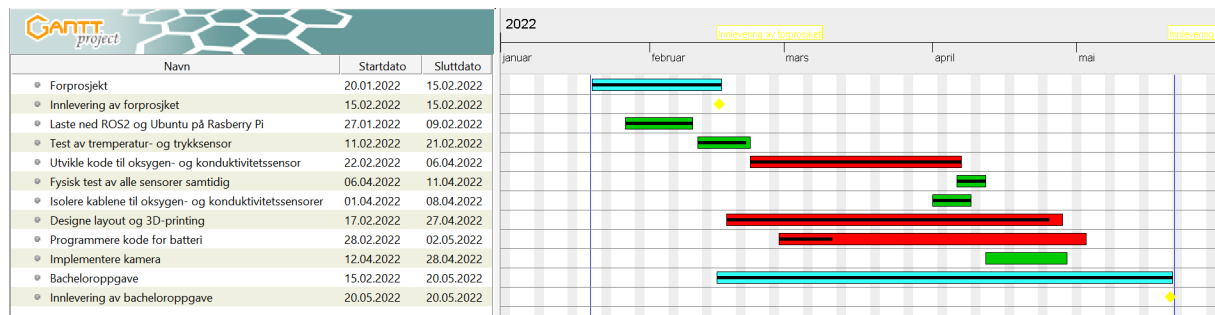 GANTT
project
2022
Innlevering av forprosjket
Innlevering
januar februar mars april mai
Navn Startdato Sluttdato
Forprosjekt 20.01.2022 15.02.2022
Innlevering av forprosjket 15.02.2022 15.02.2022
Laste ned ROS2 og Ubuntu på Rasberry Pi 27.01.2022 09.02.2022
Test av tremperatur- og trykksensor 11.02.2022 21.02.2022
Utvikle kode til oksygen- og konduktivitetssensor 22.02.2022 06.04.2022
Fysisk test av alle sensorer samtidig 06.04.2022 11.04.2022
Isolere kablene til oksygen- og konduktivitetssensorer 01.04.2022 08.04.2022
Designe layout og 3D-printing 17.02.2022 27.04.2022
Programmere kode for batteri 28.02.2022 02.05.2022
Implementere kamera 12.04.2022 28.04.2022
Bacheloroppgave 15.02.2022 20.05.2022
Innlevering av bacheloroppgave 20.05.2022 20.05.2022